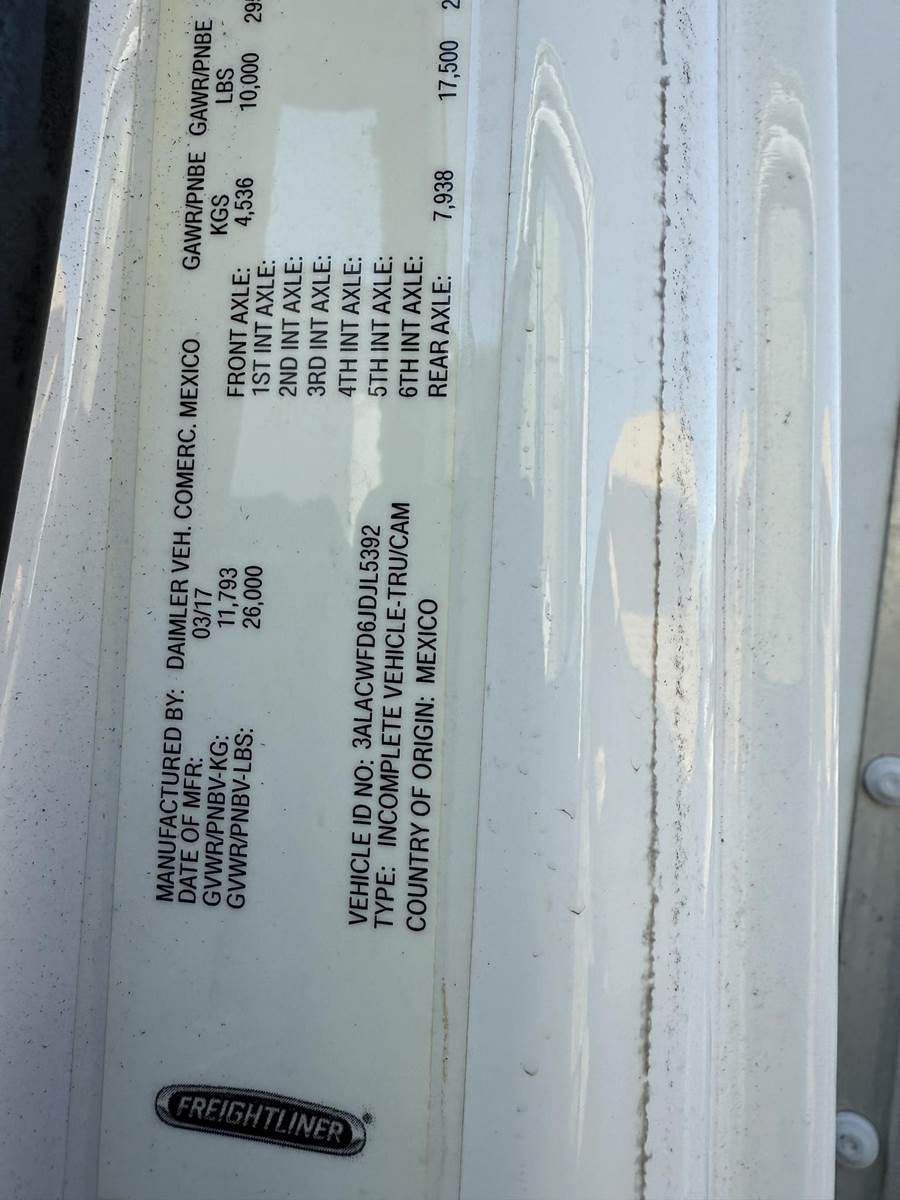 FREIGHTLINER®
MANUFACTURED BY: DAIMLER VEH. COMERC. MEXICO
DATE OF MFR: 03/17
GVWR/PNBV-KG: 11,793
GVWR/PNBV-LBS: 26,000
VEHICLE ID NO: 3ALACWFD6JDJL5392
TYPE: INCOMPLETE VEHICLE-TRU/CAM
COUNTRY OF ORIGIN: MEXICO
GAWR/PNBE GAWR/PNBE
KGS LBS
FRONT AXLE: 4,536 10,000
1ST INT AXLE:
2ND INT AXLE:
3RD INT AXLE:
4TH INT AXLE:
5TH INT AXLE:
6TH INT AXLE:
REAR AXLE: 7,938 17,500